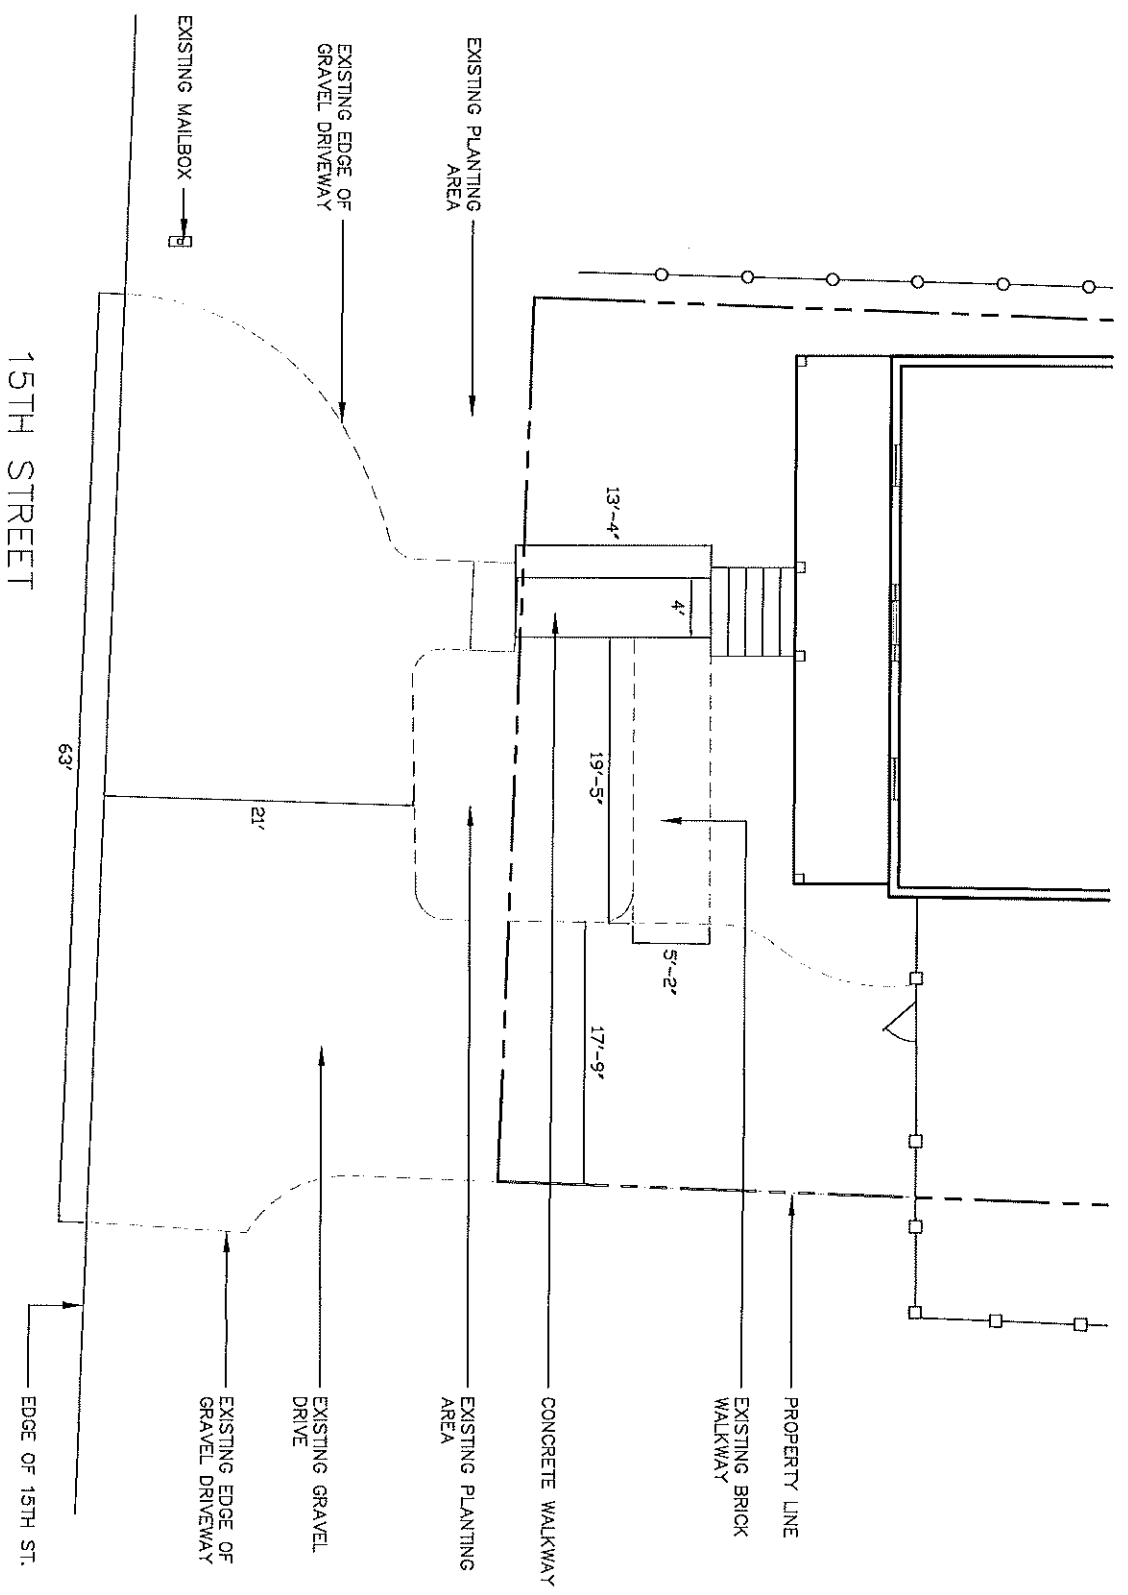 EXISTING MAILBOX
EXISTING EDGE OF
GRAVEL DRIVEWAY
EXISTING PLANTING
AREA
13'-4"
4'
19'-5"
5'-2"
17'-9"
21'
63'
15TH STREET
PROPERTY LINE
EXISTING BRICK
WALKWAY
CONCRETE WALKWAY
EXISTING PLANTING
AREA
EXISTING GRAVEL
DRIVE
EXISTING EDGE OF
GRAVEL DRIVEWAY
EDGE OF 15TH ST.